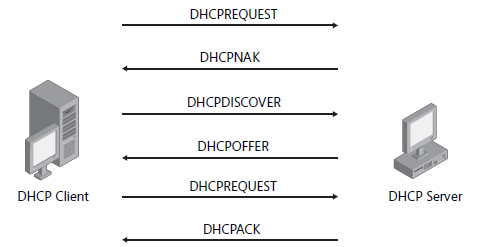 DHCPREQUEST
DHCPNAK
DHCPDISCOVER
DHCPOFFER
DHCPREQUEST
DHCP Client
DHCP Server
DHCPACK